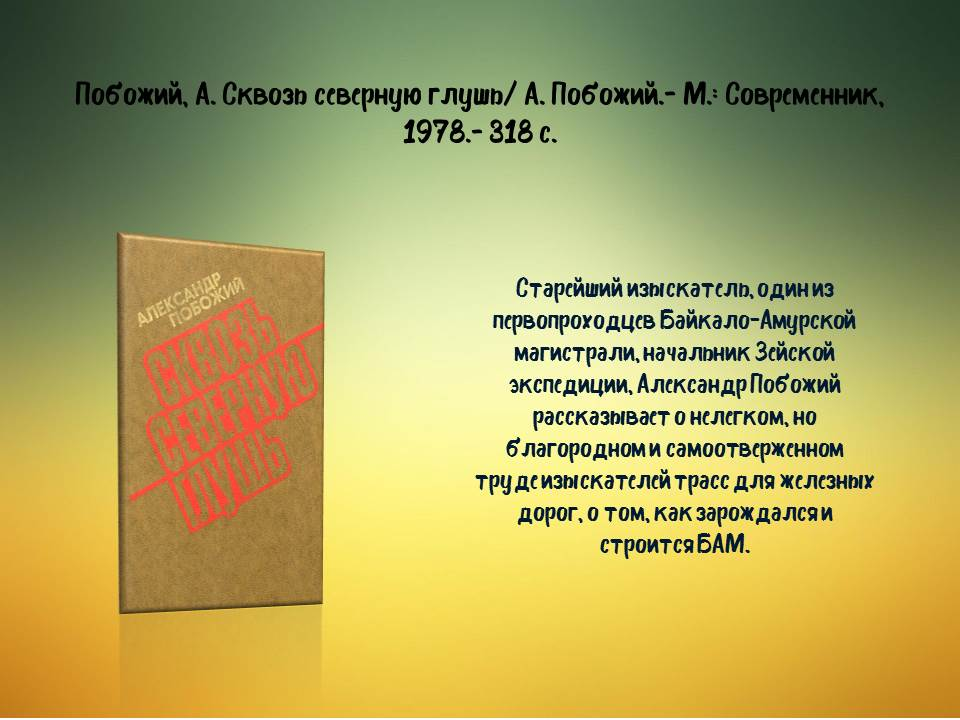 Побожий, А. Сквозь северную глушь/ А. Побожий.- М.: Современник,
1978.- 318 с.
АЛЕКСАНДР
ПОБОЖИЙ
СКВОЗЬ
СЕВЕРНУЮ
ГЛУШЬ
Старейший изыскатель, один из
первопроходцев Байкало-Амурской
магистрали, начальник Зейской
экспедиции, Александр Побожий
рассказывает о нелегком, но
благородном и самоотверженном
труде изыскателей трасс для железных
дорог, о том, как зарождался и
строится БАМ.